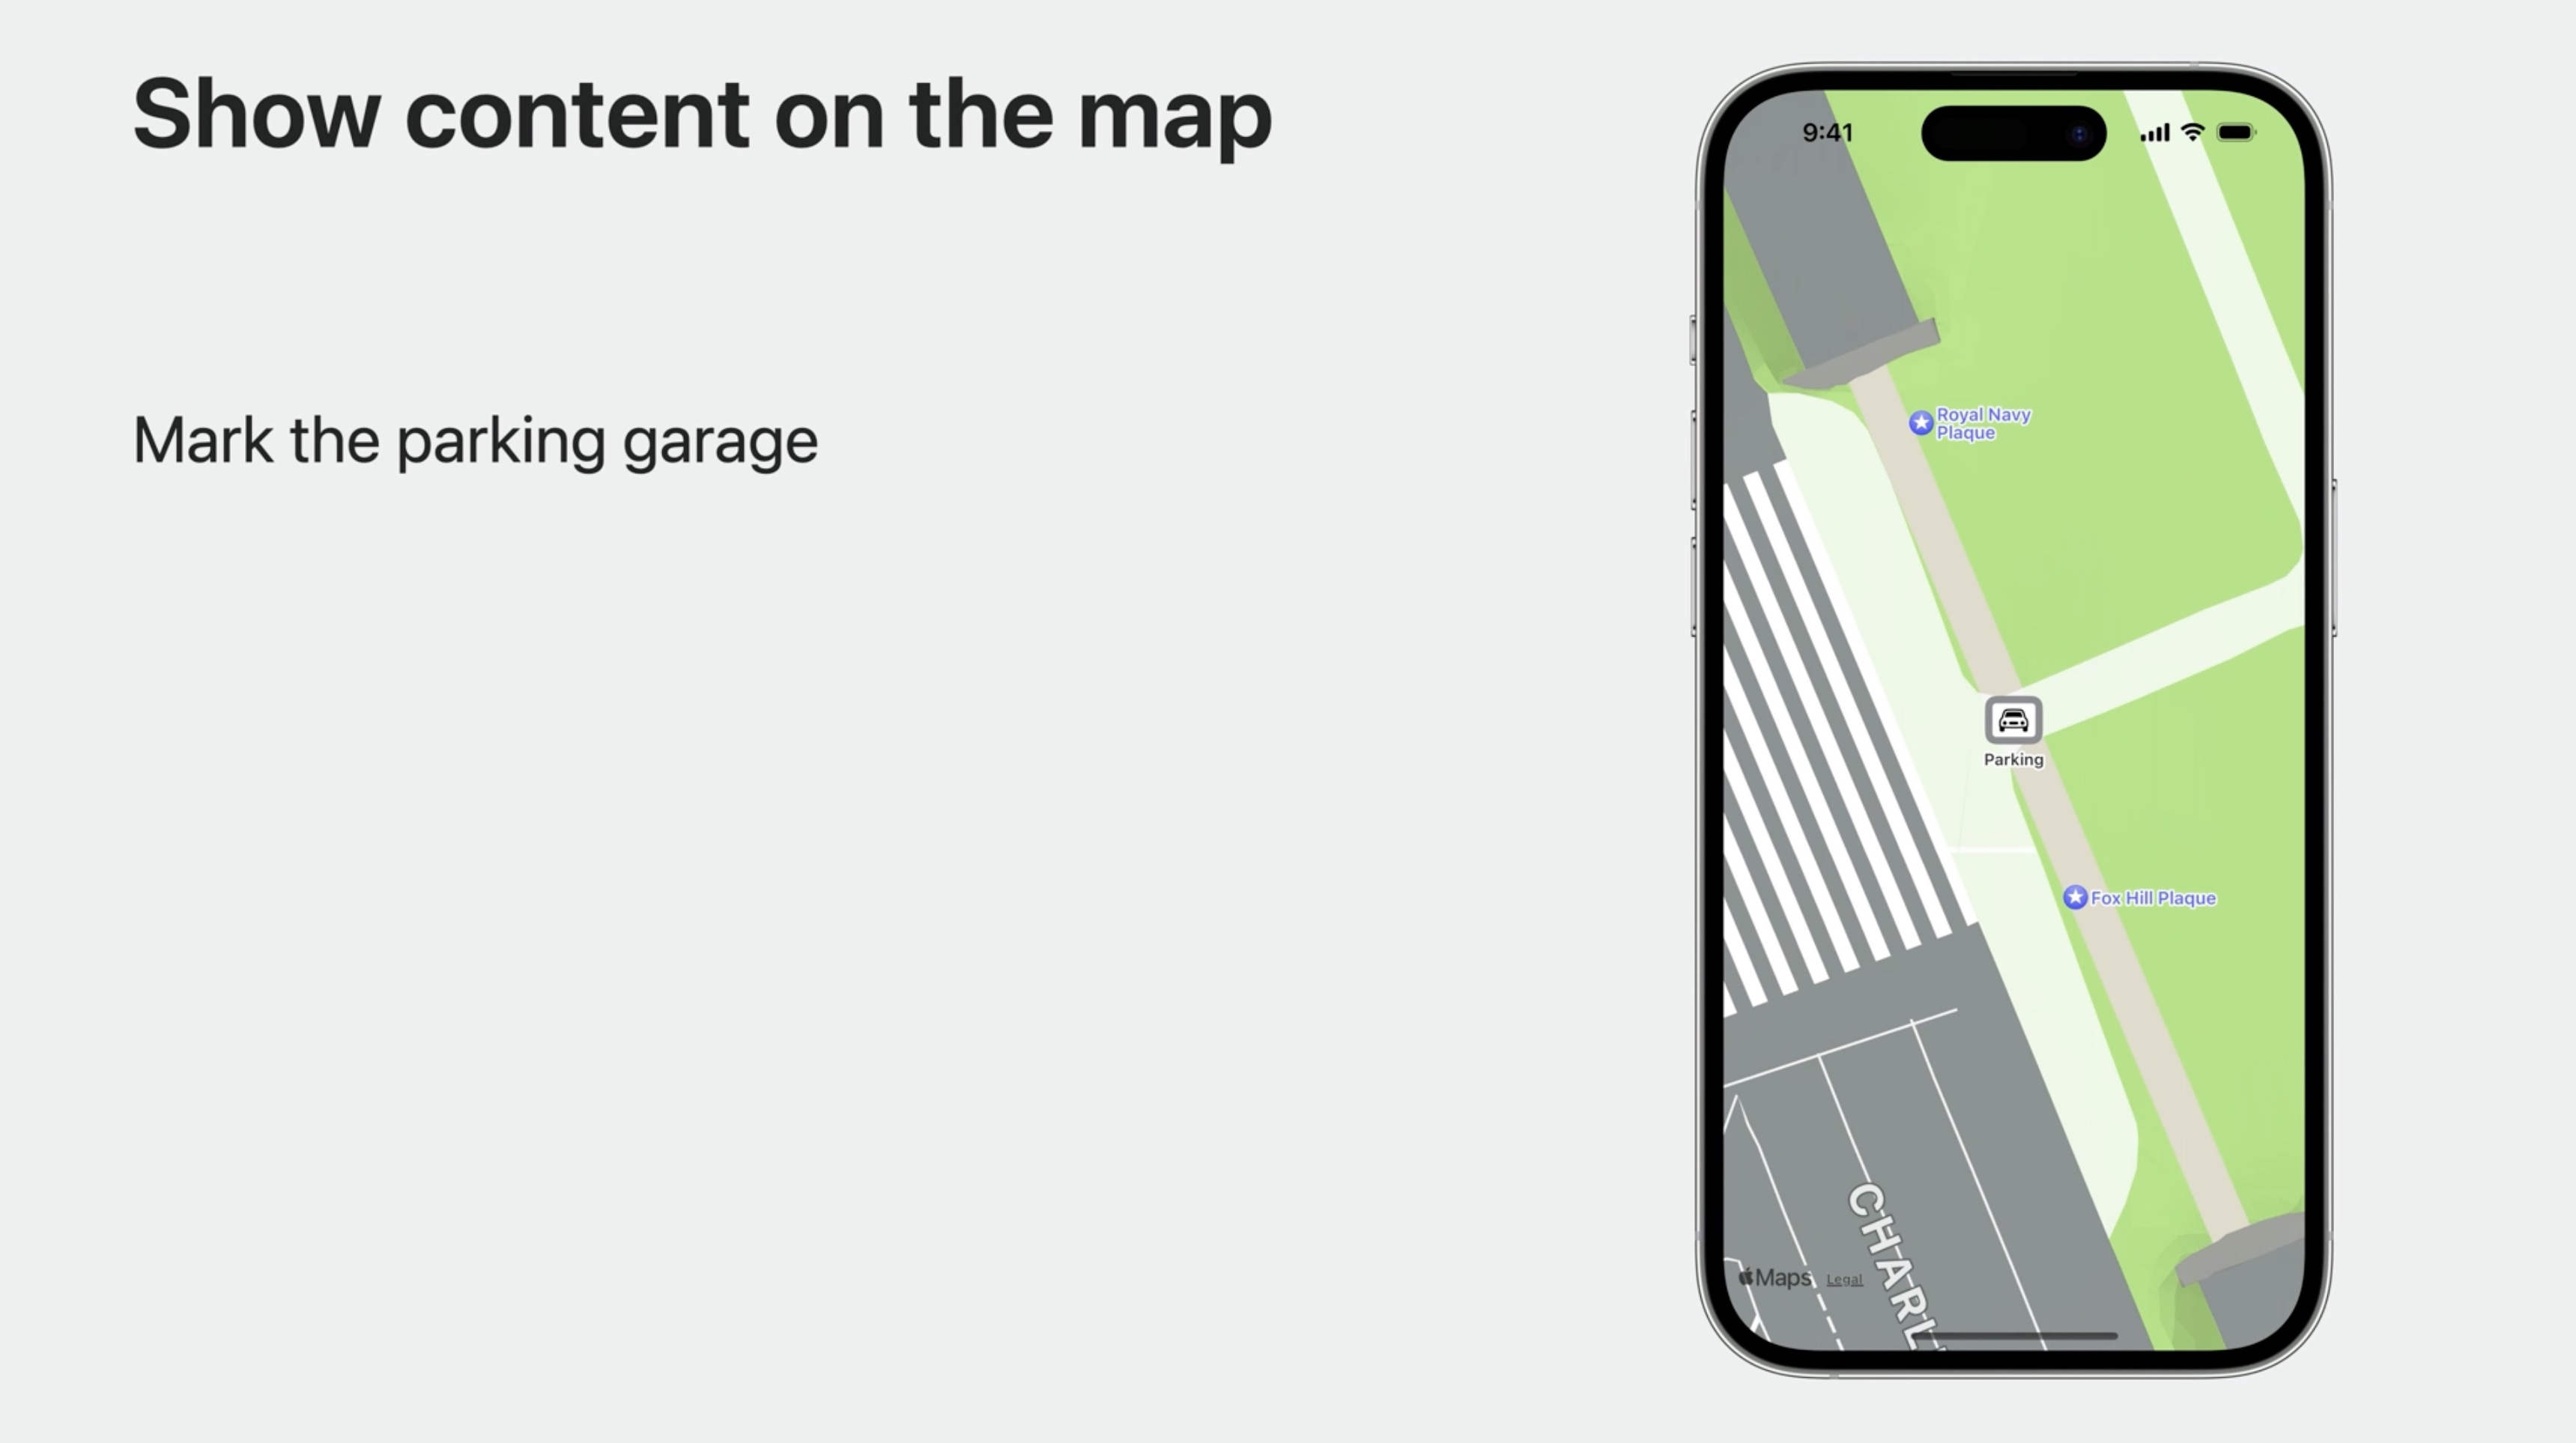 Show content on the map
Mark the parking garage
9:41
Royal Navy
Plaque
Parking
Fox Hill Plaque
CHARL
Maps Legal